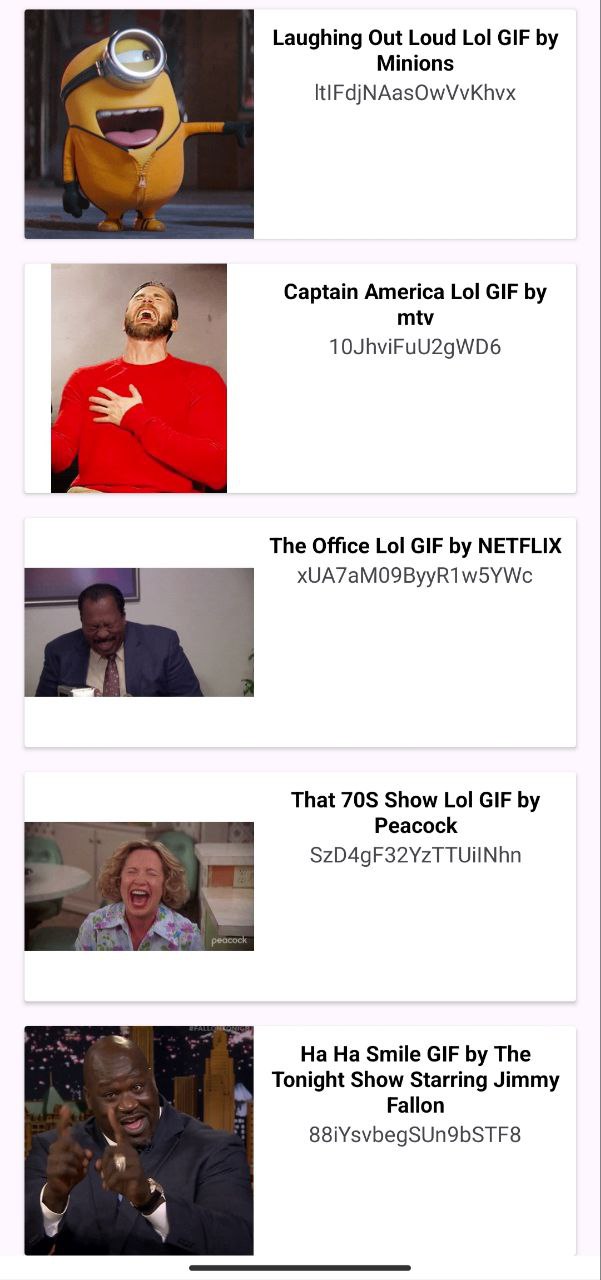 Laughing Out Loud Lol GIF by
Minions
ltIFdjNAasOwVvKhvx
Captain America Lol GIF by
mtv
10JhviFuU2gWD6
The Office Lol GIF by NETFLIX
xUA7aM09ByyR1w5YWc
That 70S Show Lol GIF by
Peacock
SzD4gF32YzTTUiINhn
peacock
#FALLONTONIGHT
Ha Ha Smile GIF by The
Tonight Show Starring Jimmy
Fallon
88iYsvbegSUn9bSTF8